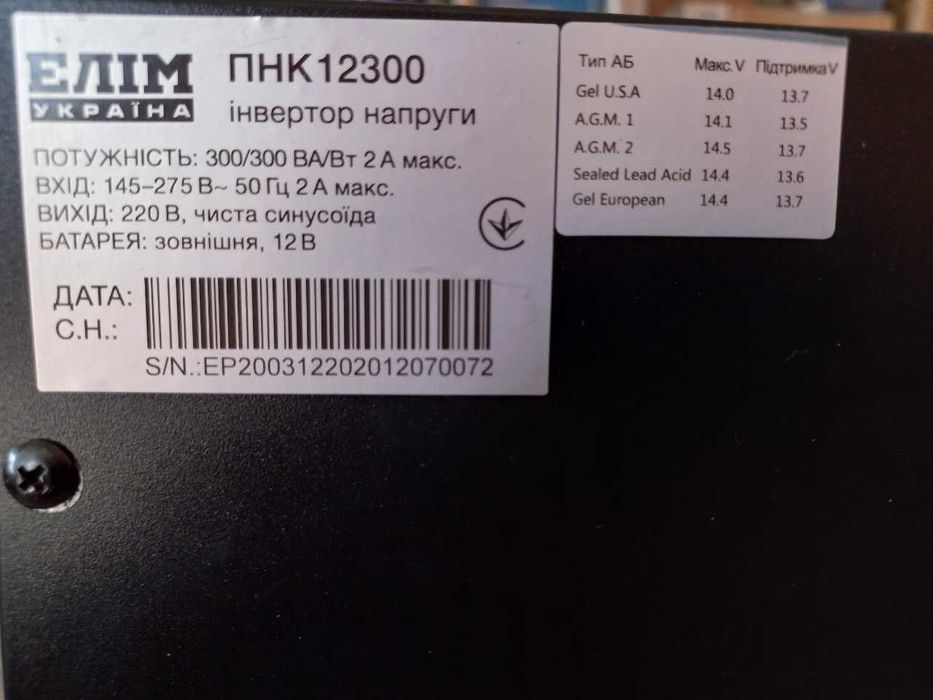 ЕЛІМ
УКРАЇНА
ПНК12300
інвертор напруги
ПОТУЖНІСТЬ: 300/300 ВА/Вт 2 А макс.
ВХІД: 145–275 В~ 50 Гц 2 А макс.
ВИХІД: 220 В, чиста синусоїда
БАТАРЕЯ: зовнішня, 12 В
ДАТА:
С.Н.:
S/N.:EP200312202012070072
Тип АБ Макс. V Підтримка V
Gel U.S.A 14.0 13.7
A.G.M. 1 14.1 13.5
A.G.M. 2 14.5 13.7
Sealed Lead Acid 14.4 13.6
Gel European 14.4 13.7